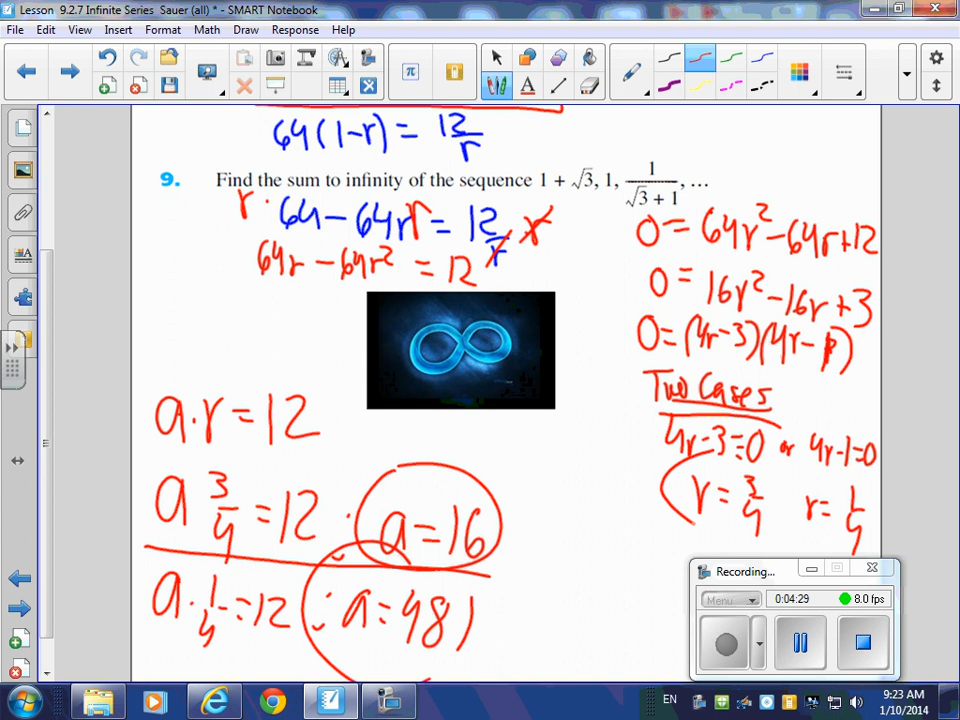 Lesson 9.2.7 Infinite Series Sauer (all) * - SMART Notebook
File Edit View Insert Format Math Draw Response Help
64(1-r) = 12/r
9. Find the sum to infinity of the sequence 1 + √3, 1, 1/(√3 + 1), ...
r · 64 - 64r r = 12/r · r
64r - 64r² = 12
0 = 64r² - 64r + 12
0 = 16r² - 16r + 3
0 = (4r - 3)(4r - 1)
Two Cases
4r - 3 = 0 or 4r - 1 = 0
r = 3/4 r = 1/4
a · r = 12
a 3/4 = 12 ∴ a = 16
a · 1/4 = 12 ∴ a = 48
Recording...
Menu 0:04:29 8.0 fps
EN
9:23 AM
1/10/2014